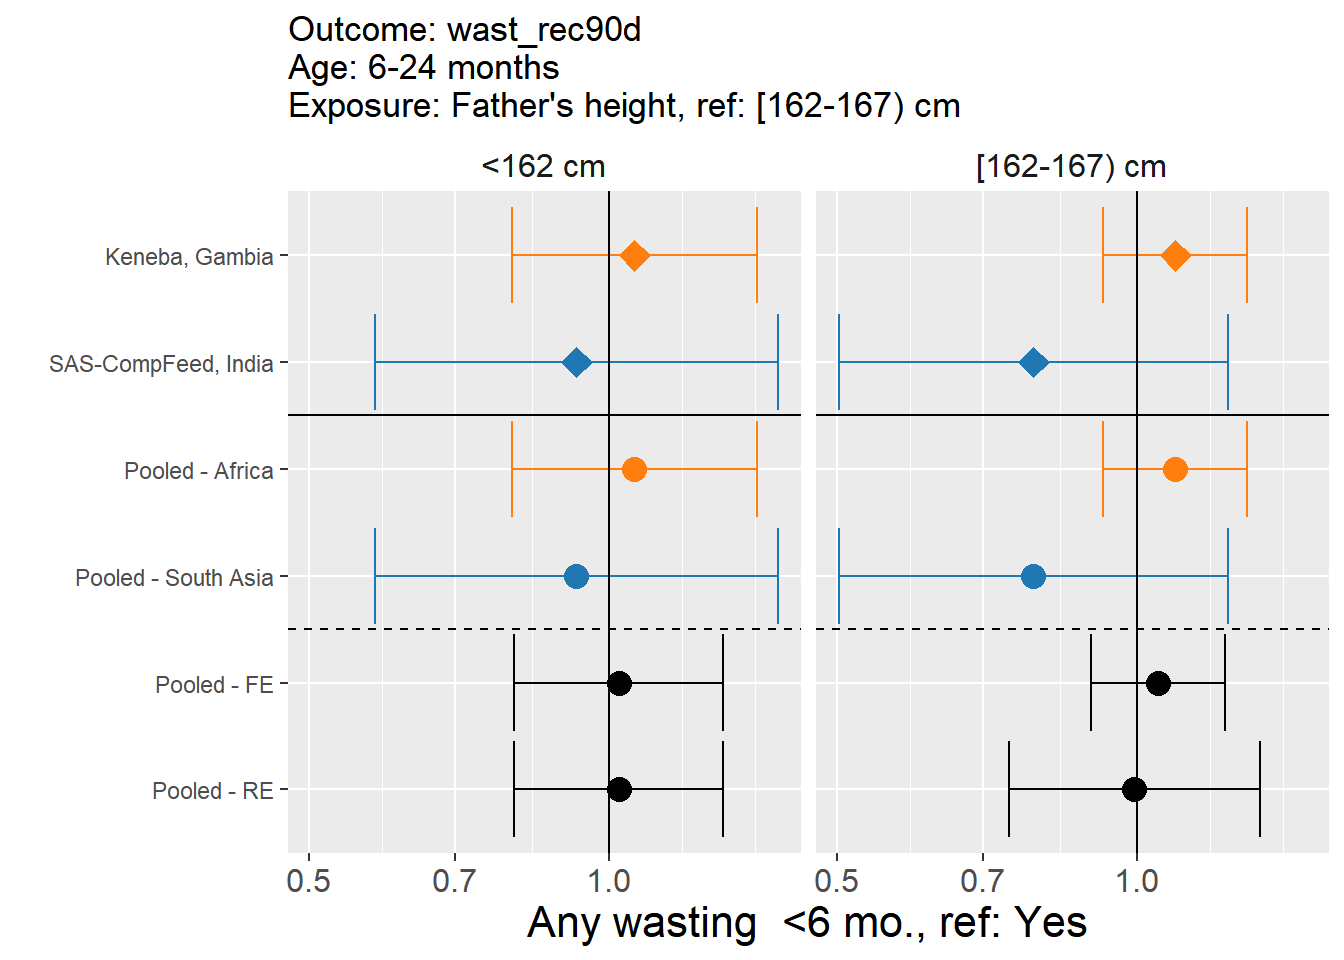 Outcome: wast_rec90d
Age: 6-24 months
Exposure: Father's height, ref: [162-167) cm
<162 cm
[162-167) cm
Keneba, Gambia
SAS-CompFeed, India
Pooled - Africa
Pooled - South Asia
Pooled - FE
Pooled - RE
0.5 0.7 1.0 0.5 0.7 1.0
Any wasting  <6 mo., ref: Yes